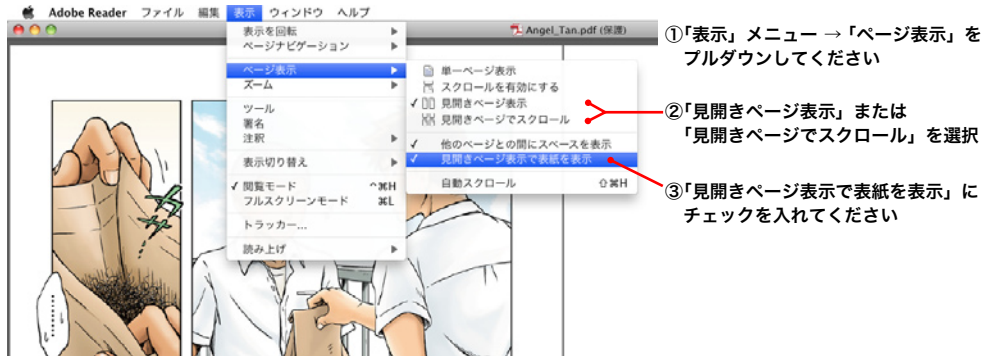 Adobe Reader ファイル 編集 表示 ウィンドウ ヘルプ
Angel_Tan.pdf (保護)
表示を回転
ページナビゲーション
ページ表示
ズーム
ツール
署名
注釈
表示切り替え
✓ 閲覧モード ^⌘H
フルスクリーンモード ⌘L
トラッカー...
読み上げ
単一ページ表示
スクロールを有効にする
✓ 見開きページ表示
見開きページでスクロール
✓ 他のページとの間にスペースを表示
✓ 見開きページ表示で表紙を表示
自動スクロール ⇧⌘H
①「表示」メニュー → 「ページ表示」を
プルダウンしてください
②「見開きページ表示」または
「見開きページでスクロール」を選択
③「見開きページ表示で表紙を表示」に
チェックを入れてください